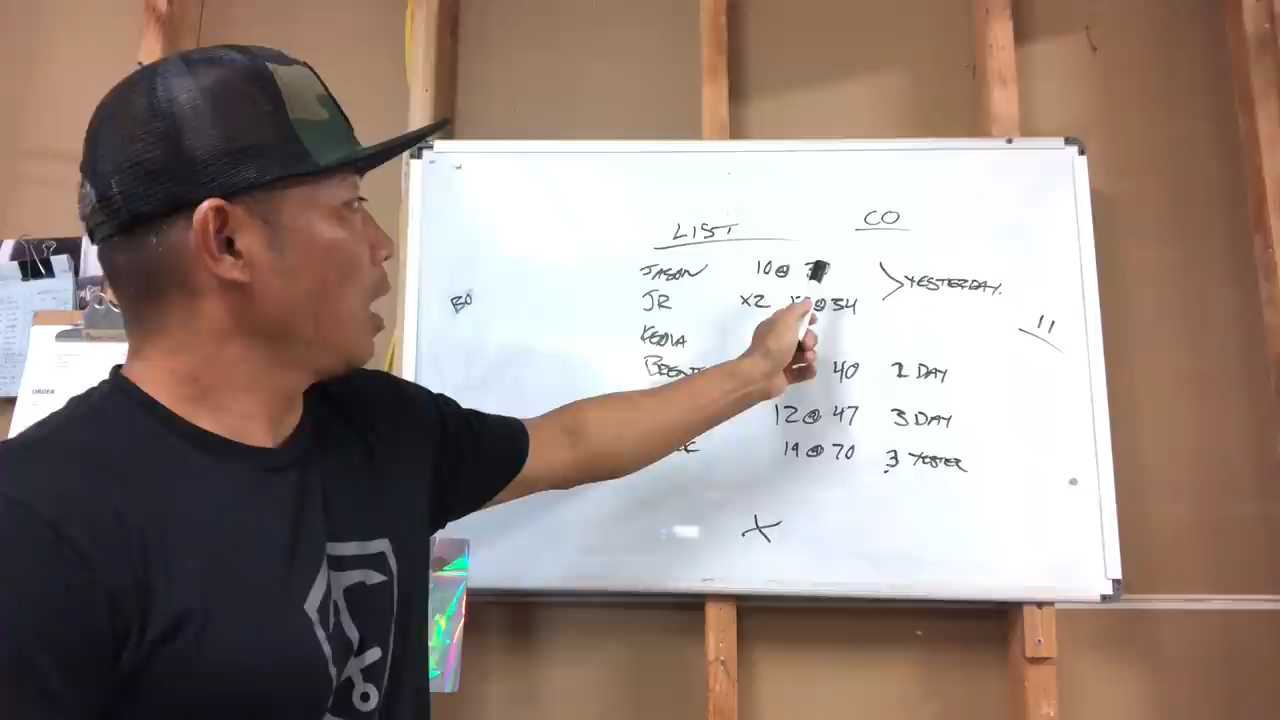 LIST CO
JASON 10@
JR X2 @34
YESTERDAY.
KEOLA
40 2 DAY
12@47 3 DAY
19@70 3 YESTER
BO
11
X
ORDER